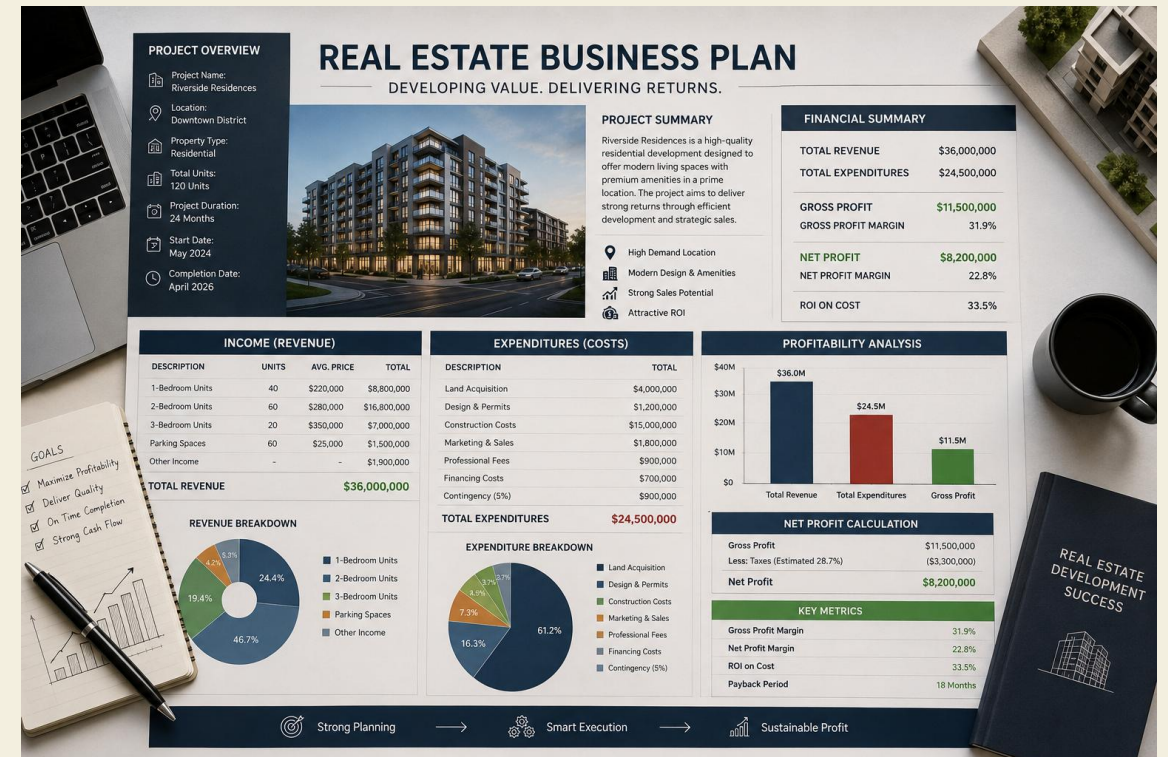 REAL ESTATE BUSINESS PLAN
DEVELOPING VALUE. DELIVERING RETURNS.
PROJECT OVERVIEW
Project Name:
Riverside Residences
Location:
Downtown District
Property Type:
Residential
Total Units:
120 Units
Project Duration:
24 Months
Start Date:
May 2024
Completion Date:
April 2026
PROJECT SUMMARY
Riverside Residences is a high-quality
residential development designed to
offer modern living spaces with
premium amenities in a prime
location. The project aims to deliver
strong returns through efficient
development and strategic sales.
High Demand Location
Modern Design & Amenities
Strong Sales Potential
Attractive ROI
FINANCIAL SUMMARY
TOTAL REVENUE $36,000,000
TOTAL EXPENDITURES $24,500,000
GROSS PROFIT $11,500,000
GROSS PROFIT MARGIN 31.9%
NET PROFIT $8,200,000
NET PROFIT MARGIN 22.8%
ROI ON COST 33.5%
INCOME (REVENUE)
DESCRIPTION UNITS AVG. PRICE TOTAL
1-Bedroom Units 40 $220,000 $8,800,000
2-Bedroom Units 60 $280,000 $16,800,000
3-Bedroom Units 20 $350,000 $7,000,000
Parking Spaces 60 $25,000 $1,500,000
Other Income - - $1,900,000
TOTAL REVENUE $36,000,000
REVENUE BREAKDOWN
5.3%
4.2%
24.4%
19.4%
46.7%
1-Bedroom Units
2-Bedroom Units
3-Bedroom Units
Parking Spaces
Other Income
EXPENDITURES (COSTS)
DESCRIPTION TOTAL
Land Acquisition $4,000,000
Design & Permits $1,200,000
Construction Costs $15,000,000
Marketing & Sales $1,800,000
Professional Fees $900,000
Financing Costs $700,000
Contingency (5%) $900,000
TOTAL EXPENDITURES $24,500,000
EXPENDITURE BREAKDOWN
3.7%
3.7%
4.9%
7.3%
61.2%
16.3%
Land Acquisition
Design & Permits
Construction Costs
Marketing & Sales
Professional Fees
Financing Costs
Contingency (5%)
PROFITABILITY ANALYSIS
$40M
$30M
$20M
$10M
$0
$36.0M
$24.5M
$11.5M
Total Revenue
Total Expenditures
Gross Profit
NET PROFIT CALCULATION
Gross Profit $11,500,000
Less: Taxes (Estimated 28.7%) ($3,300,000)
Net Profit $8,200,000
KEY METRICS
Gross Profit Margin 31.9%
Net Profit Margin 22.8%
ROI on Cost 33.5%
Payback Period 18 Months
Strong Planning
Smart Execution
Sustainable Profit
GOALS
Maximize Profitability
Deliver Quality
On Time Completion
Strong Cash Flow
REAL ESTATE
DEVELOPMENT
SUCCESS